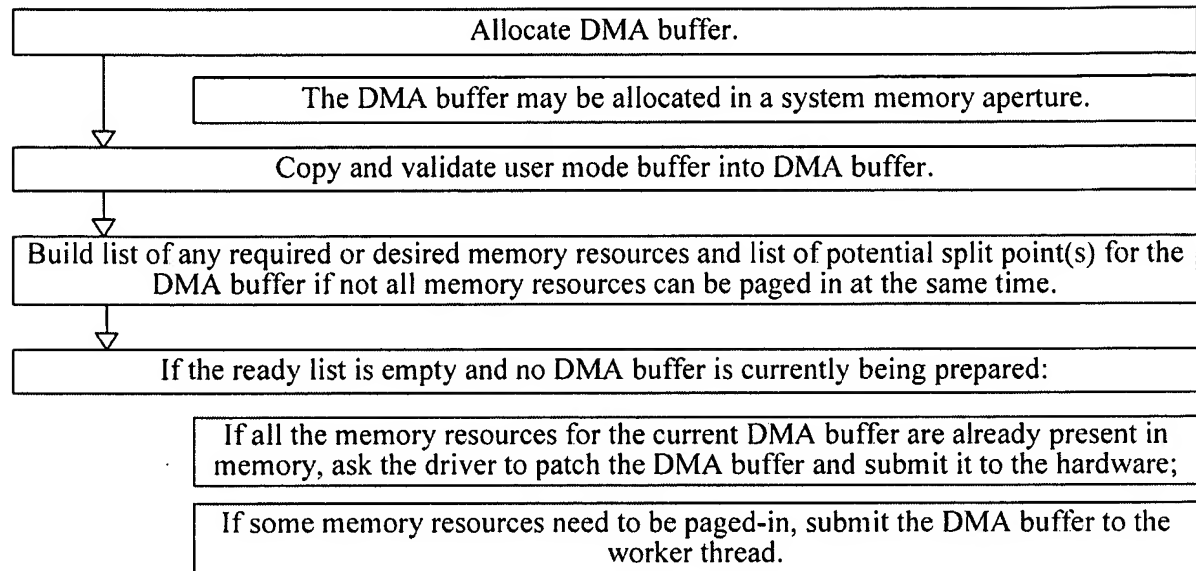 Allocate DMA buffer.
The DMA buffer may be allocated in a system memory aperture.
Copy and validate user mode buffer into DMA buffer.
Build list of any required or desired memory resources and list of potential split point(s) for the
DMA buffer if not all memory resources can be paged in at the same time.
If the ready list is empty and no DMA buffer is currently being prepared:
If all the memory resources for the current DMA buffer are already present in
memory, ask the driver to patch the DMA buffer and submit it to the hardware;
If some memory resources need to be paged-in, submit the DMA buffer to the
worker thread.